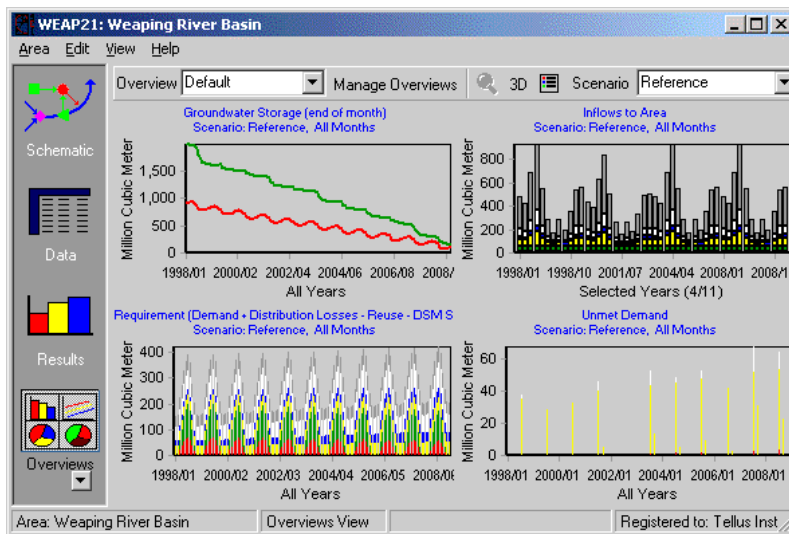 WEAP21: Weaping River Basin
Area Edit View Help
Overview Default Manage Overviews 3D Scenario Reference
Schematic
Data
Results
Overviews
Groundwater Storage (end of month)
Scenario: Reference, All Months
Million Cubic Meter
1,500
1,000
500
0
1998/01 2000/02 2002/04 2004/06 2006/08 2008/
All Years
Inflows to Area
Scenario: Reference, All Months
Million Cubic Meter
800
600
400
200
0
1998/01 1998/10 2001/07 2004/04 2008/01 2008/1
Selected Years (4/11)
Requirement (Demand + Distribution Losses - Reuse - DSM S
Scenario: Reference, All Months
Million Cubic Meter
400
300
200
100
0
1998/01 2000/02 2002/03 2004/04 2006/05 2008/0
All Years
Unmet Demand
Scenario: Reference, All Months
Million Cubic Meter
60
40
20
0
1998/01 2000/01 2002/01 2004/01 2006/01 2008/01
All Years
Area: Weaping River Basin Overviews View Registered to: Tellus Inst